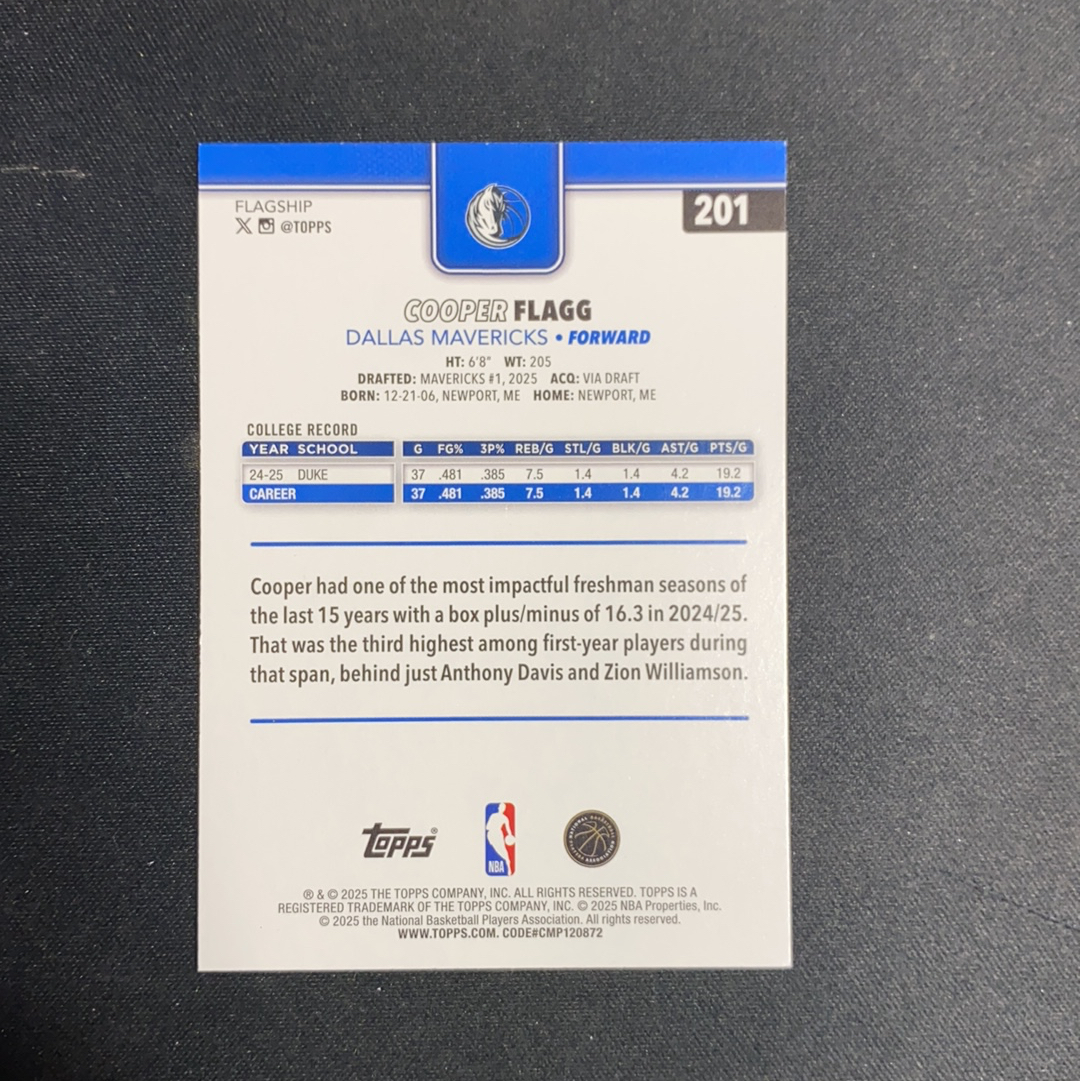 FLAGSHIP
@TOPPS
201
COOPER FLAGG
DALLAS MAVERICKS • FORWARD
HT: 6'8" WT: 205
DRAFTED: MAVERICKS #1, 2025 ACQ: VIA DRAFT
BORN: 12-21-06, NEWPORT, ME HOME: NEWPORT, ME
COLLEGE RECORD
YEAR SCHOOL G FG% 3P% REB/G STL/G BLK/G AST/G PTS/G
24-25 DUKE 37 .481 .385 7.5 1.4 1.4 4.2 19.2
CAREER 37 .481 .385 7.5 1.4 1.4 4.2 19.2
Cooper had one of the most impactful freshman seasons of
the last 15 years with a box plus/minus of 16.3 in 2024/25.
That was the third highest among first-year players during
that span, behind just Anthony Davis and Zion Williamson.
Topps®
NBA
NATIONAL BASKETBALL PLAYERS ASSOCIATION
® & © 2025 THE TOPPS COMPANY, INC. ALL RIGHTS RESERVED. TOPPS IS A
REGISTERED TRADEMARK OF THE TOPPS COMPANY, INC. © 2025 NBA Properties, Inc.
© 2025 the National Basketball Players Association. All rights reserved.
WWW.TOPPS.COM. CODE#CMP120872